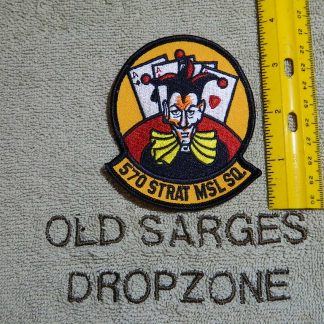 570 STRAT MSL SQ.
OLD SARGES
DROPZONE